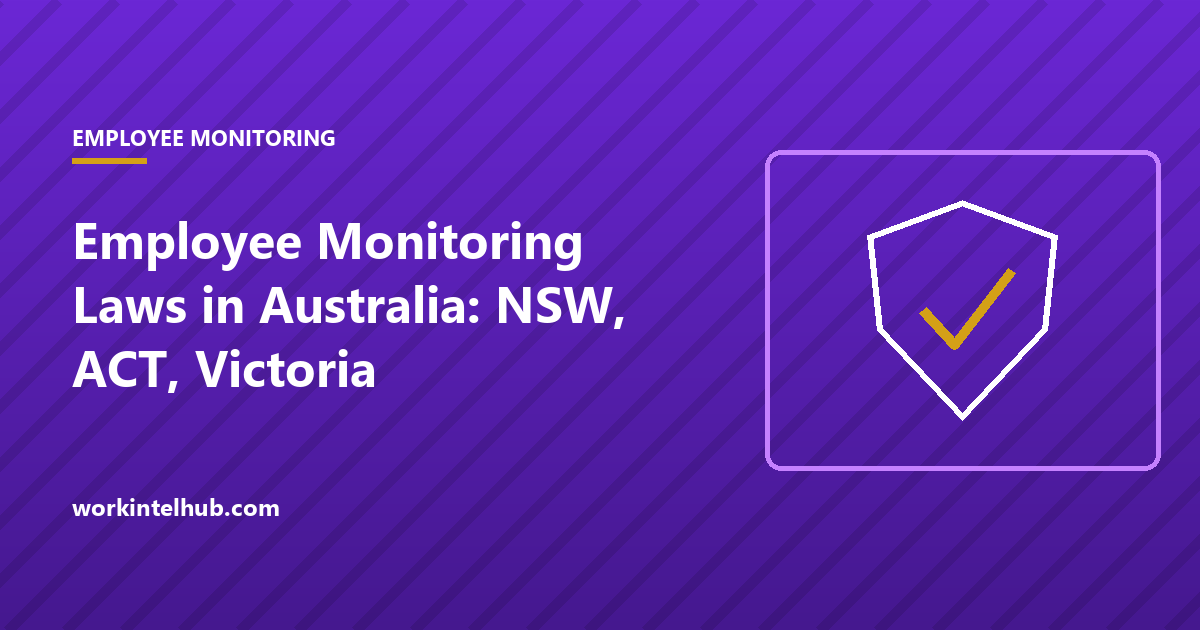 EMPLOYEE MONITORING
Employee Monitoring
Laws in Australia: NSW,
ACT, Victoria
workintelhub.com